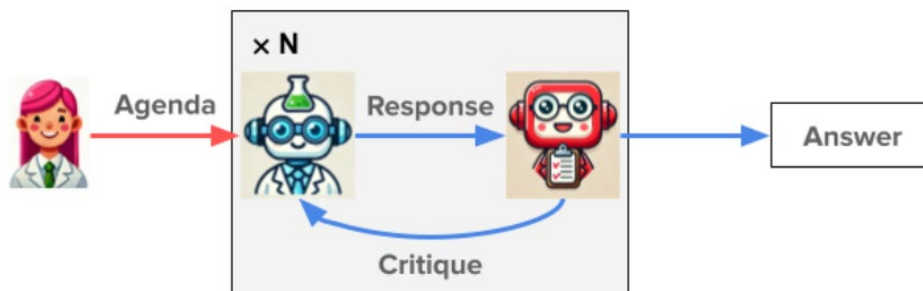 × N
Agenda
Response
Answer
Critique